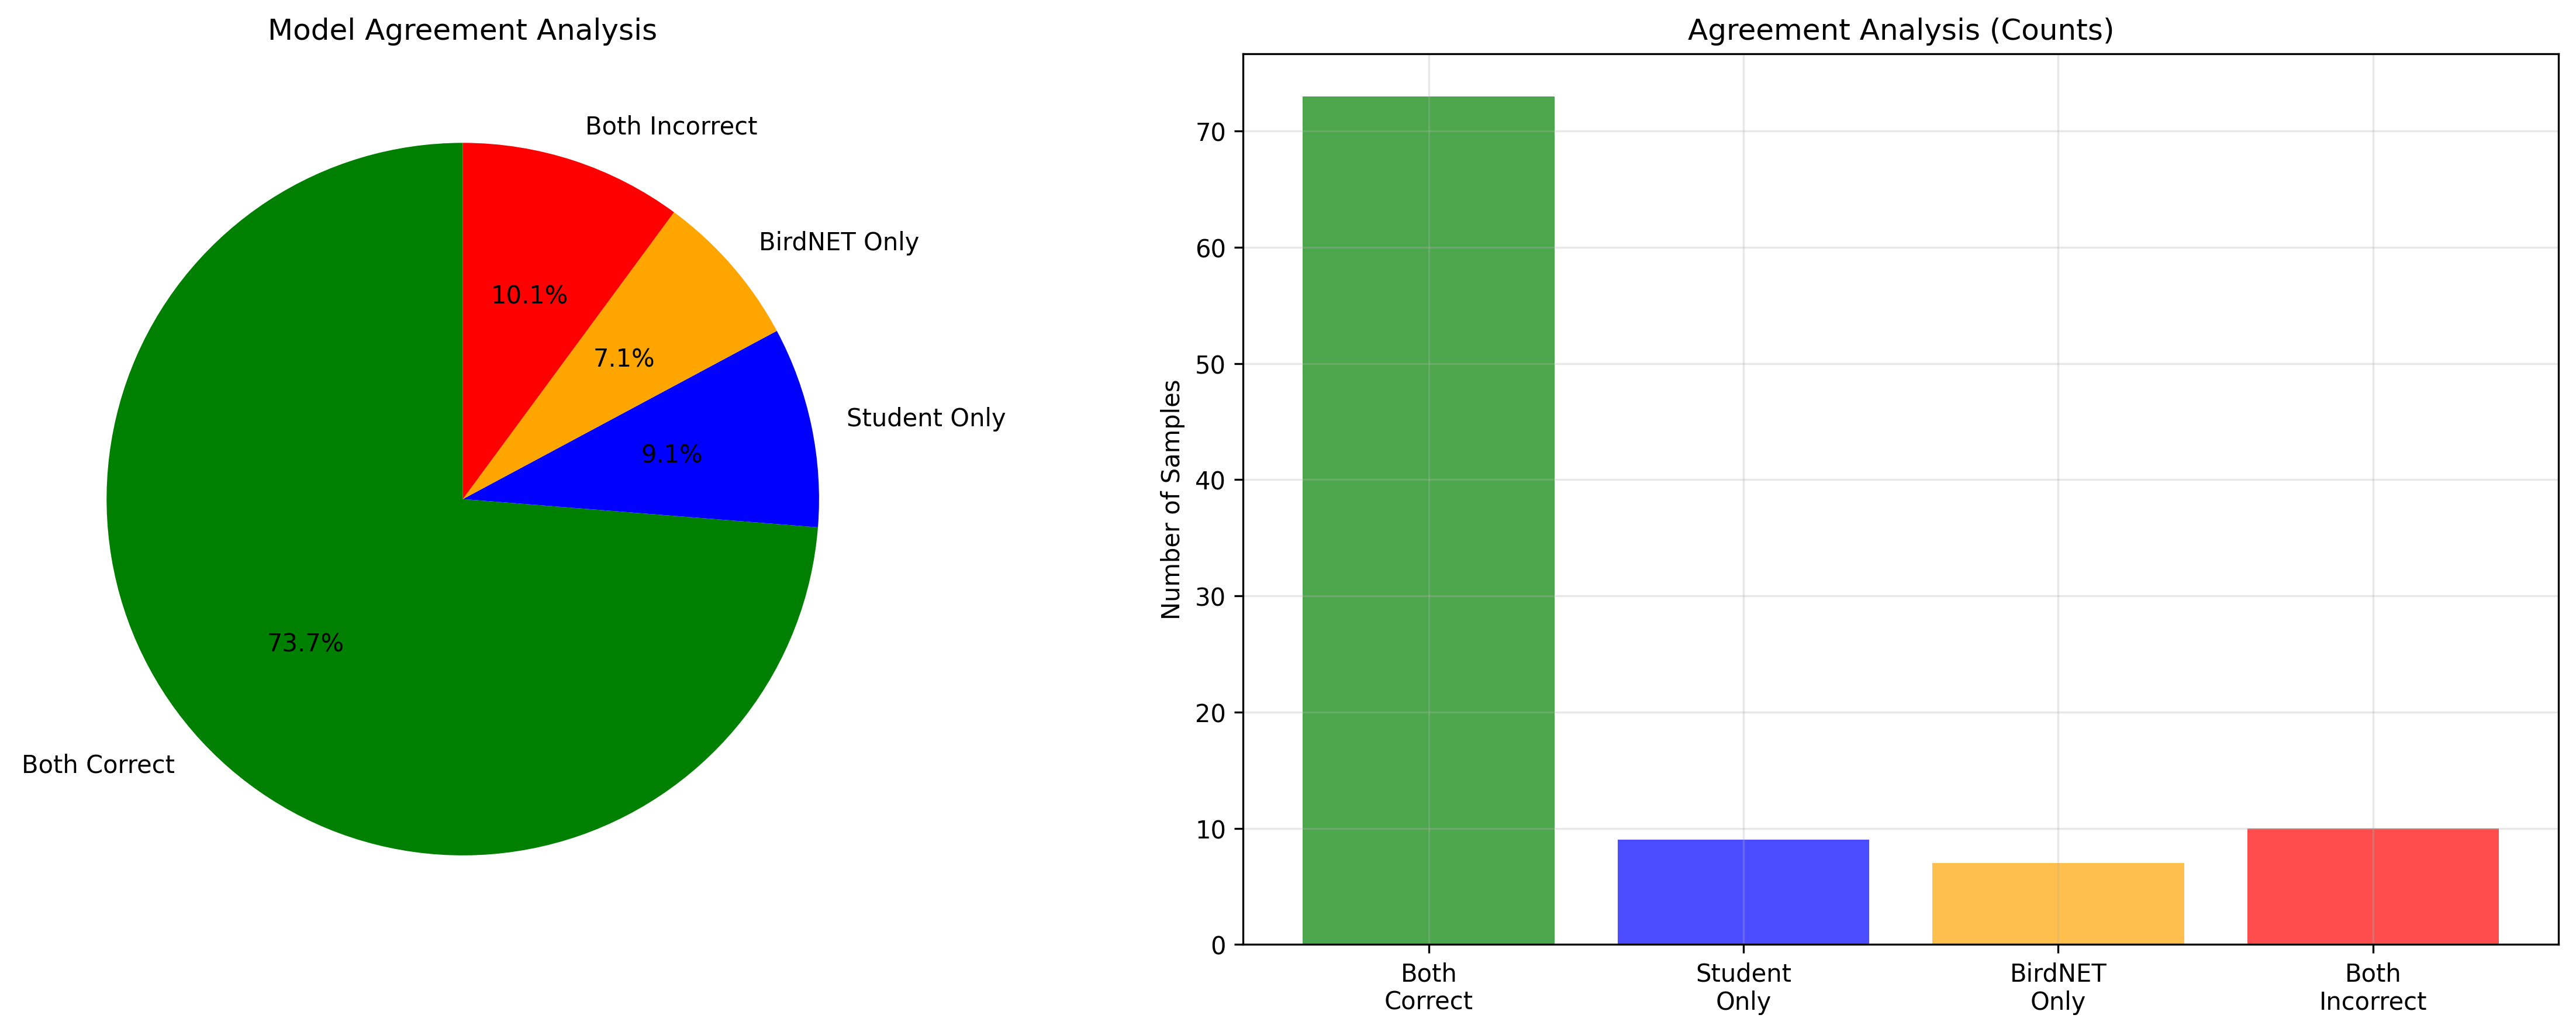 Model Agreement Analysis
Both Incorrect
BirdNET Only
10.1%
7.1%
Student Only
9.1%
73.7%
Both Correct
Agreement Analysis (Counts)
Number of Samples
70
60
50
40
30
20
10
0
Both
Correct
Student
Only
BirdNET
Only
Both
Incorrect